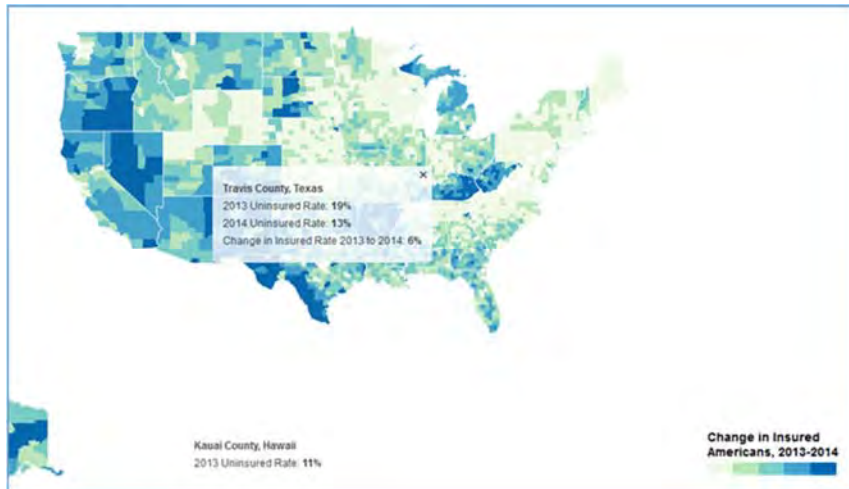 Travis County, Texas
2013 Uninsured Rate: 19%
2014 Uninsured Rate: 13%
Change in Insured Rate 2013 to 2014: 6%
Kauai County, Hawaii
2013 Uninsured Rate: 11%
Change in Insured
Americans, 2013-2014